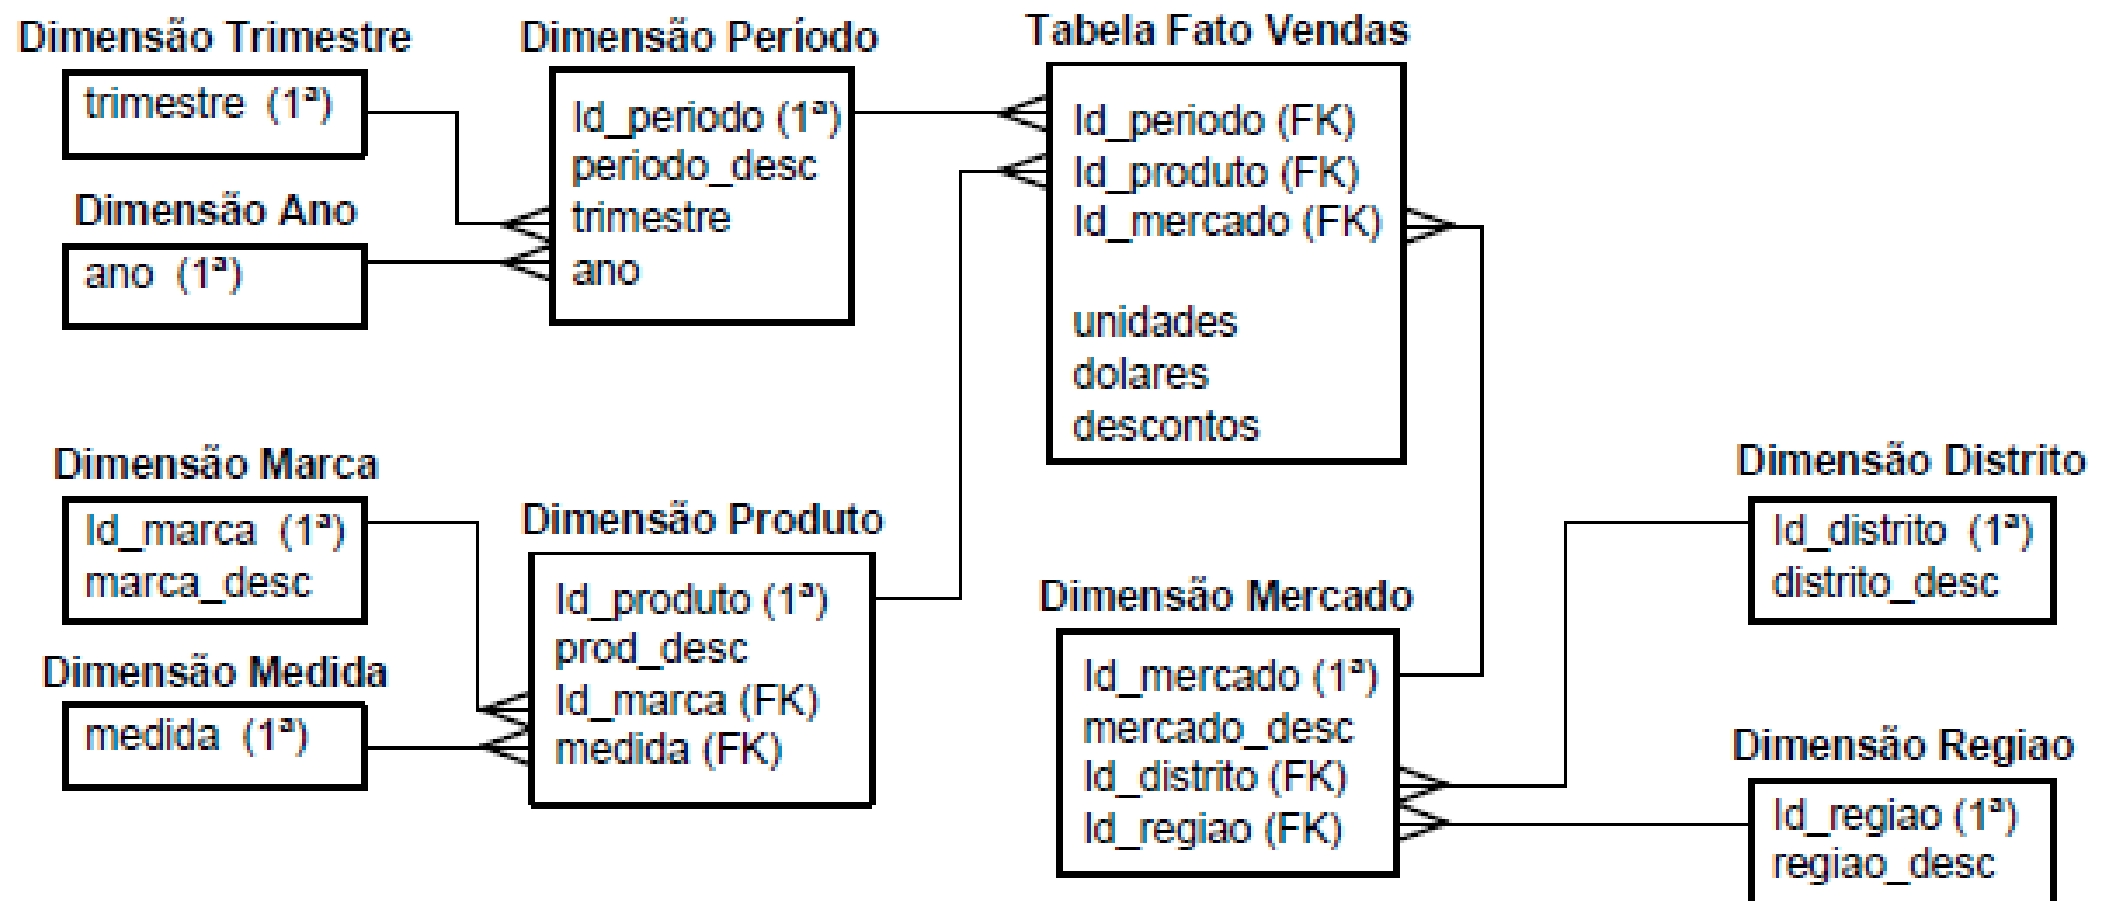 Dimensão Trimestre
trimestre (1ª)
Dimensão Ano
ano (1ª)
Dimensão Período
Id_periodo (1ª)
periodo_desc
trimestre
ano
Tabela Fato Vendas
Id_periodo (FK)
Id_produto (FK)
Id_mercado (FK)
unidades
dolares
descontos
Dimensão Marca
Id_marca (1ª)
marca_desc
Dimensão Medida
medida (1ª)
Dimensão Produto
Id_produto (1ª)
prod_desc
Id_marca (FK)
medida (FK)
Dimensão Mercado
Id_mercado (1ª)
mercado_desc
Id_distrito (FK)
Id_regiao (FK)
Dimensão Distrito
Id_distrito (1ª)
distrito_desc
Dimensão Regiao
Id_regiao (1ª)
regiao_desc